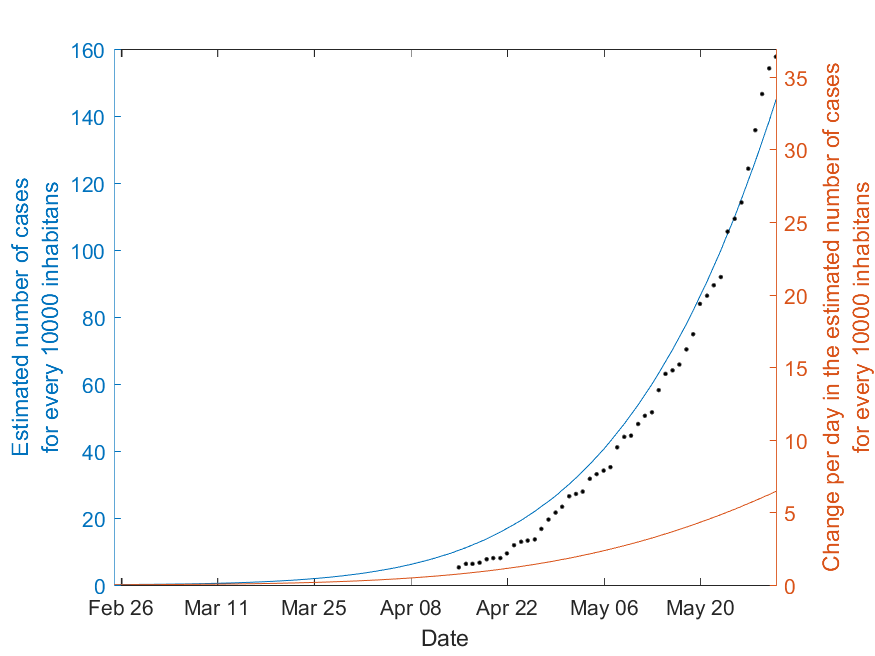 160
140
120
100
80
60
40
20
0
Estimated number of cases
for every 10000 inhabitans
35
30
25
20
15
10
5
0
Change per day in the estimated number of cases
for every 10000 inhabitans
Feb 26 Mar 11 Mar 25 Apr 08 Apr 22 May 06 May 20
Date